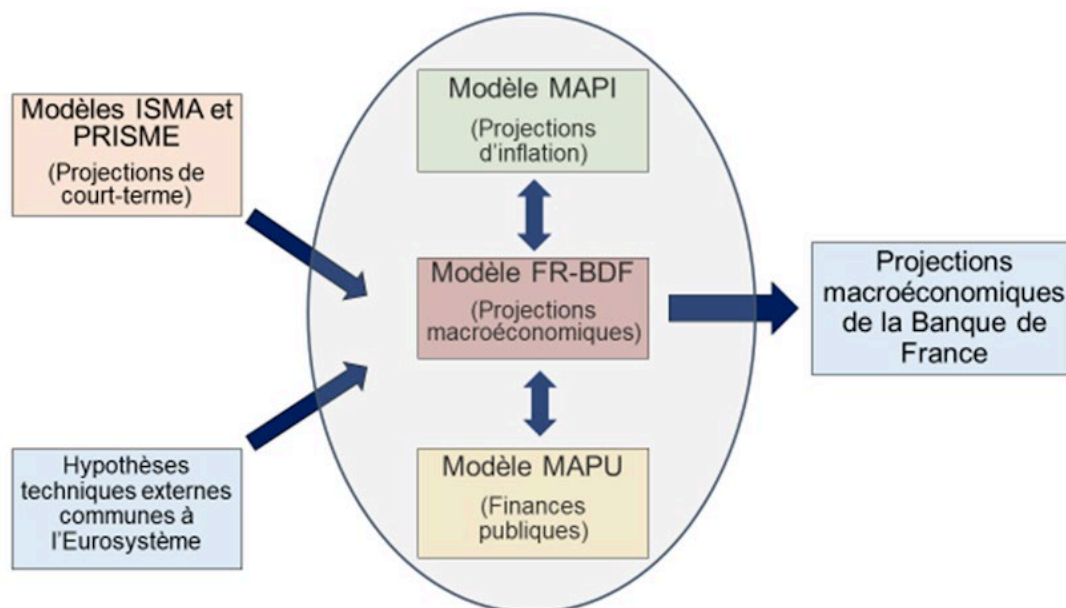 Modèles ISMA et
PRISME
(Projections de
court-terme)
Hypothèses
techniques externes
communes à
l'Eurosystème
Modèle MAPI
(Projections
d'inflation)
Modèle FR-BDF
(Projections
macroéconomiques)
Modèle MAPU
(Finances
publiques)
Projections
macroéconomiques
de la Banque de
France